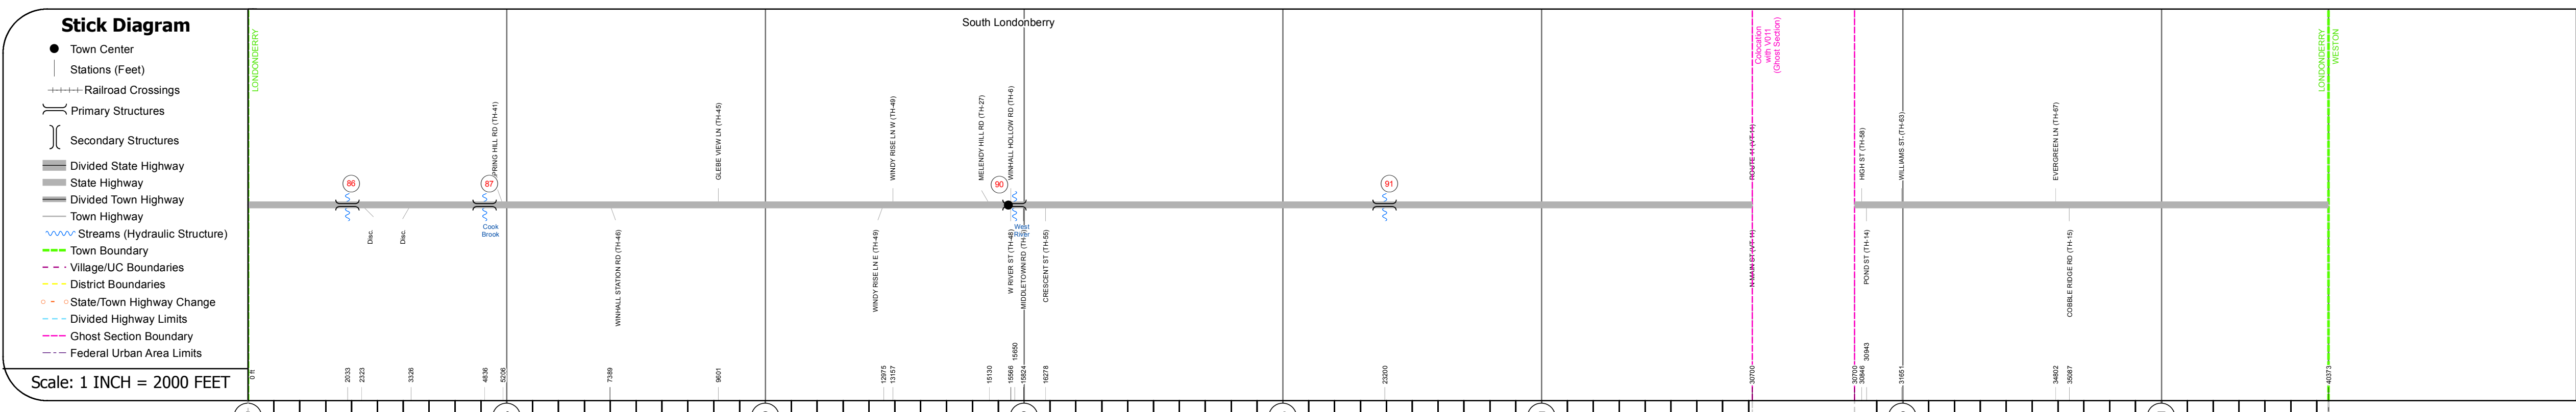 Stick Diagram
Town Center
Stations (Feet)
Railroad Crossings
Primary Structures
Secondary Structures
Divided State Highway
State Highway
Divided Town Highway
Town Highway
Streams (Hydraulic Structure)
Town Boundary
Village/UC Boundaries
District Boundaries
State/Town Highway Change
Divided Highway Limits
Ghost Section Boundary
Federal Urban Area Limits
Scale: 1 INCH = 2000 FEET
South Londonberry
LONDONDERRY
Colocation
with V011
(Ghost Section)
LONDONDERRY
WESTON
PRING HILL RD (TH-41)
GLEBE VIEW LN (TH-45)
WINDY RISE LN W (TH-49)
MELENDY HILL RD (TH-27)
WINHALL HOLLOW RD (TH-6)
ROUTE 11 (VT-11)
HIGH ST (TH-58)
WILLIAMS ST (TH-63)
EVERGREEN LN (TH-67)
86
87
90
91
Disc.
Disc.
Cook
Brook
WINHALL STATION RD (TH-46)
WINDY RISE LN E (TH-49)
W RIVER ST (TH-48)
West
River
MIDDLETOWN RD
CRESCENT ST (TH-55)
N MAIN ST (VT-11)
POND ST (TH-14)
COBBLE RIDGE RD (TH-15)
0 ft
2033
2323
3326
4836
5206
7389
9601
12975
13157
15130
15566
15650
15824
16278
23200
30700
30700
30846
30943
31651
34802
35087
40373